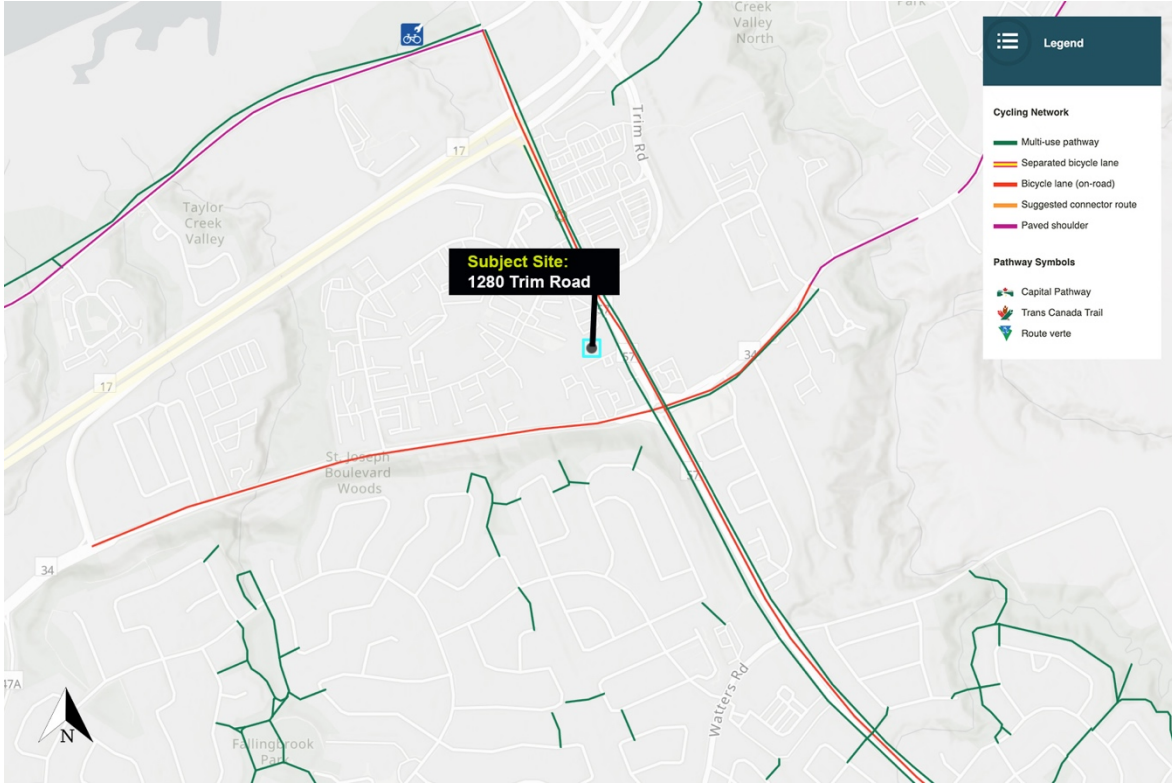 Creek
Valley
North
Park
Legend
Cycling Network
Multi-use pathway
Separated bicycle lane
Bicycle lane (on-road)
Suggested connector route
Paved shoulder
Pathway Symbols
Capital Pathway
Trans Canada Trail
Route verte
Trim Rd
17
Taylor
Creek
Valley
Subject Site:
1280 Trim Road
57
34
17
St. Joseph
Boulevard
Woods
57
34
47A
Watters Rd
N
Fallingbrook
Park